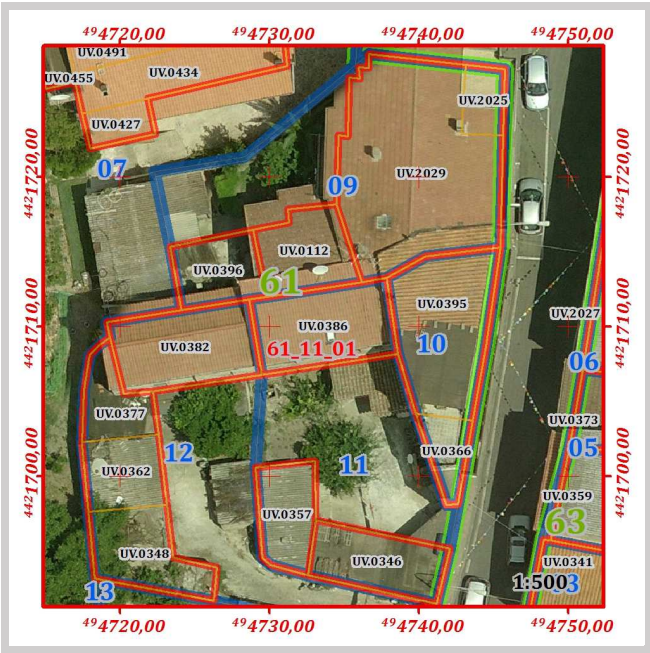 ⁴⁹4720,00 ⁴⁹4730,00 ⁴⁹4740,00 ⁴⁹4750,00
UV.0491
UV.0455
UV.0434
UV.0427
UV.2025
07
09
UV.2029
⁴⁴²1720,00
⁴⁴²1720,00
UV.0112
UV.0396
61
UV.0395
UV.2027
⁴⁴²1710,00
⁴⁴²1710,00
UV.0386
UV.0382
61_11_01
10
06
UV.0377
UV.0373
12
11
UV.0366
05
UV.0362
⁴⁴²1700,00
⁴⁴²1700,00
UV.0359
UV.0357
63
UV.0348
UV.0346
UV.0341
13
1:500
03
⁴⁹4720,00 ⁴⁹4730,00 ⁴⁹4740,00 ⁴⁹4750,00